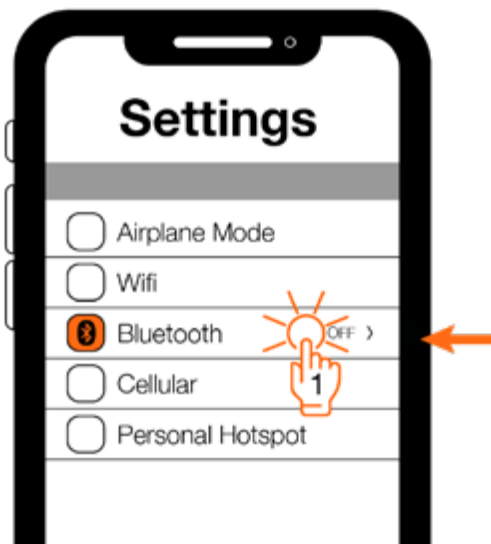 Settings
Airplane Mode
Wifi
Bluetooth OFF >
Cellular
1
Personal Hotspot